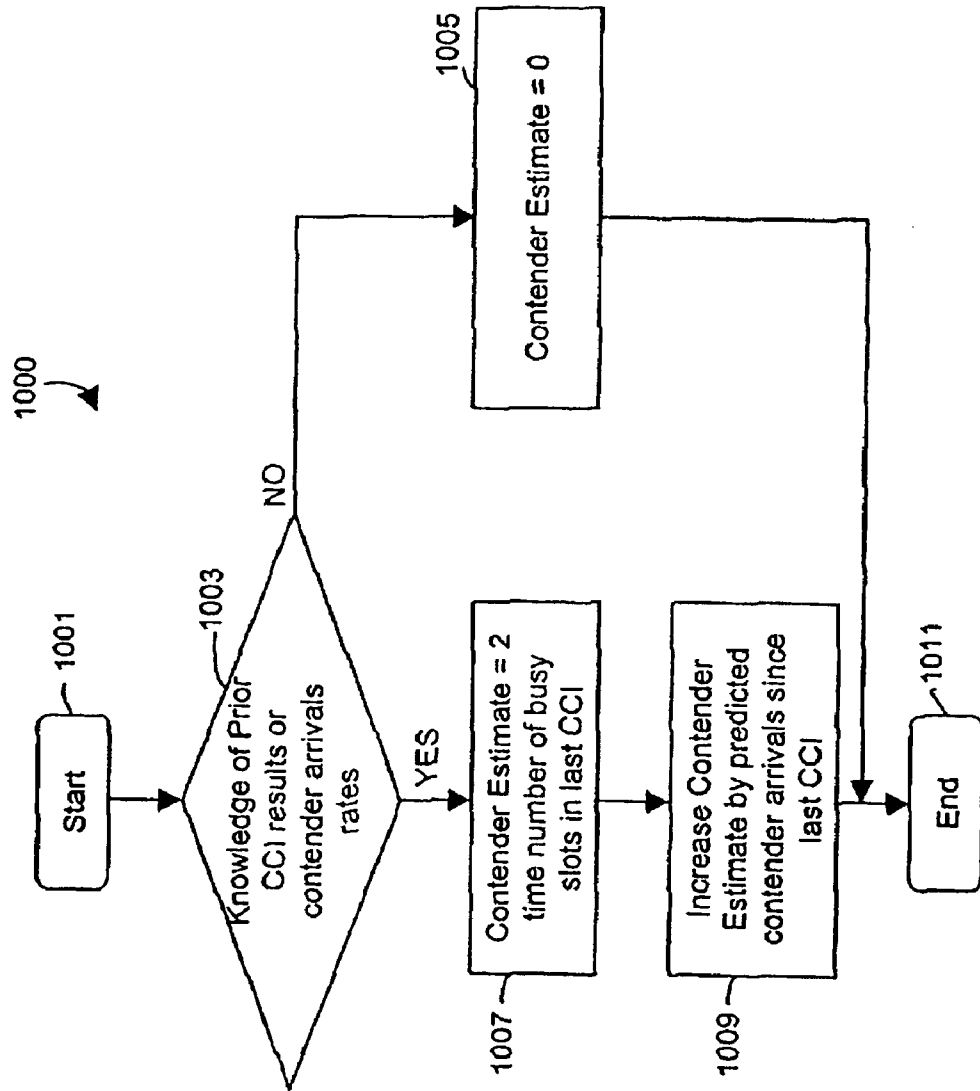 1000
Start
1001
Knowledge of Prior
CCI results or
contender arrivals
rates
1003
NO
YES
Contender Estimate = 0
1005
Contender Estimate = 2
time number of busy
slots in last CCI
1007
Increase Contender
Estimate by predicted
contender arrivals since
last CCI
1009
End
1011